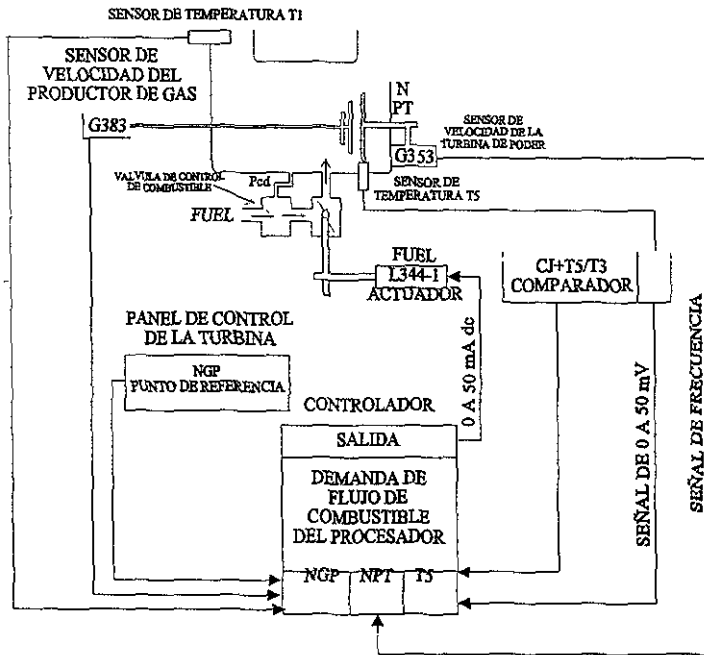 SENSOR DE TEMPERATURA T1
SENSOR DE
VELOCIDAD DEL
PRODUCTOR DE GAS
G383
N
PT
SENSOR DE
VELOCIDAD DE LA
TURBINA DE PODER
G353
VALVULA DE CONTROL
DE COMBUSTIBLE
Pcd
SENSOR DE
TEMPERATURA T5
FUEL
FUEL
L344-1
ACTUADOR
CJ+T5/T3
COMPARADOR
PANEL DE CONTROL
DE LA TURBINA
NGP
PUNTO DE REFERENCIA
0 A 50 mA dc
CONTROLADOR
SALIDA
DEMANDA DE
FLUJO DE
COMBUSTIBLE
DEL PROCESADOR
NGP NPT T5
SEÑAL DE 0 A 50 mV
SEÑAL DE FRECUENCIA